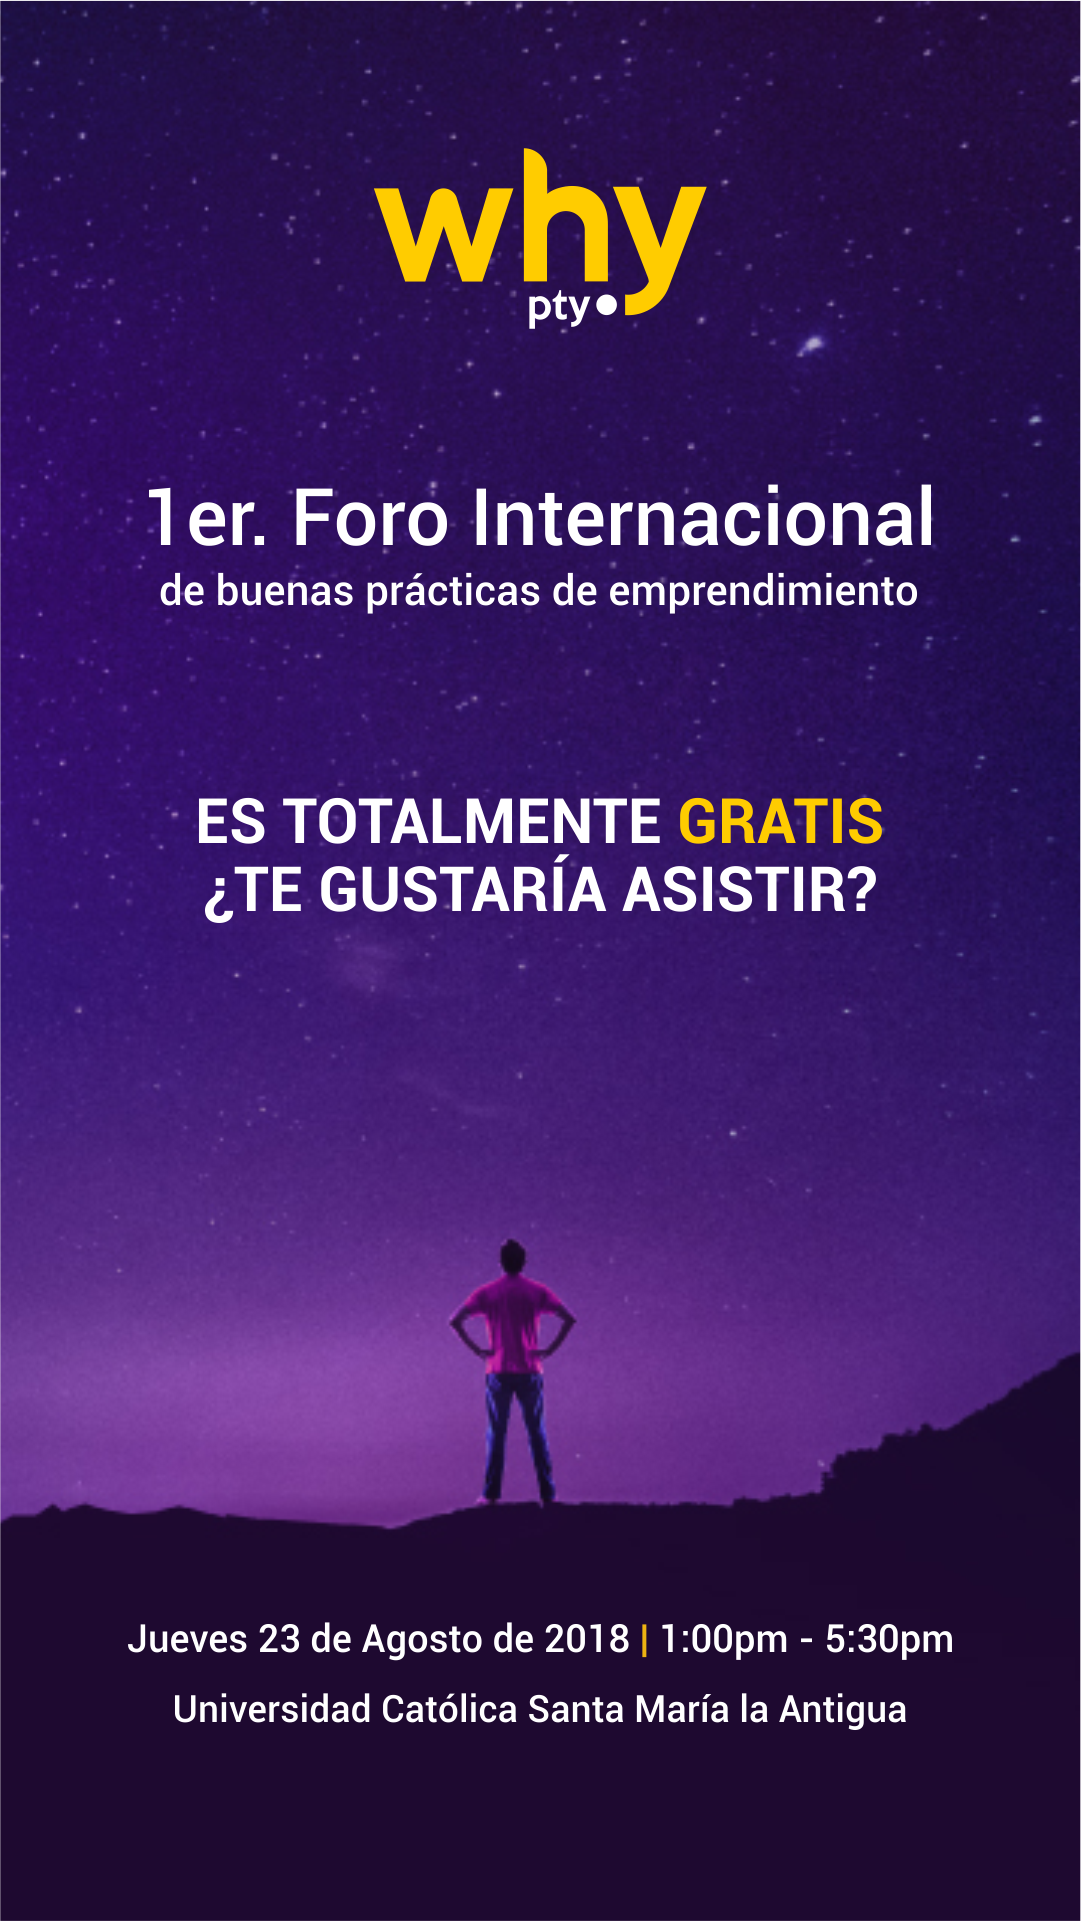 why
pty
1er. Foro Internacional
de buenas prácticas de emprendimiento
ES TOTALMENTE GRATIS
¿TE GUSTARÍA ASISTIR?
Jueves 23 de Agosto de 2018 | 1:00pm - 5:30pm
Universidad Católica Santa María la Antigua